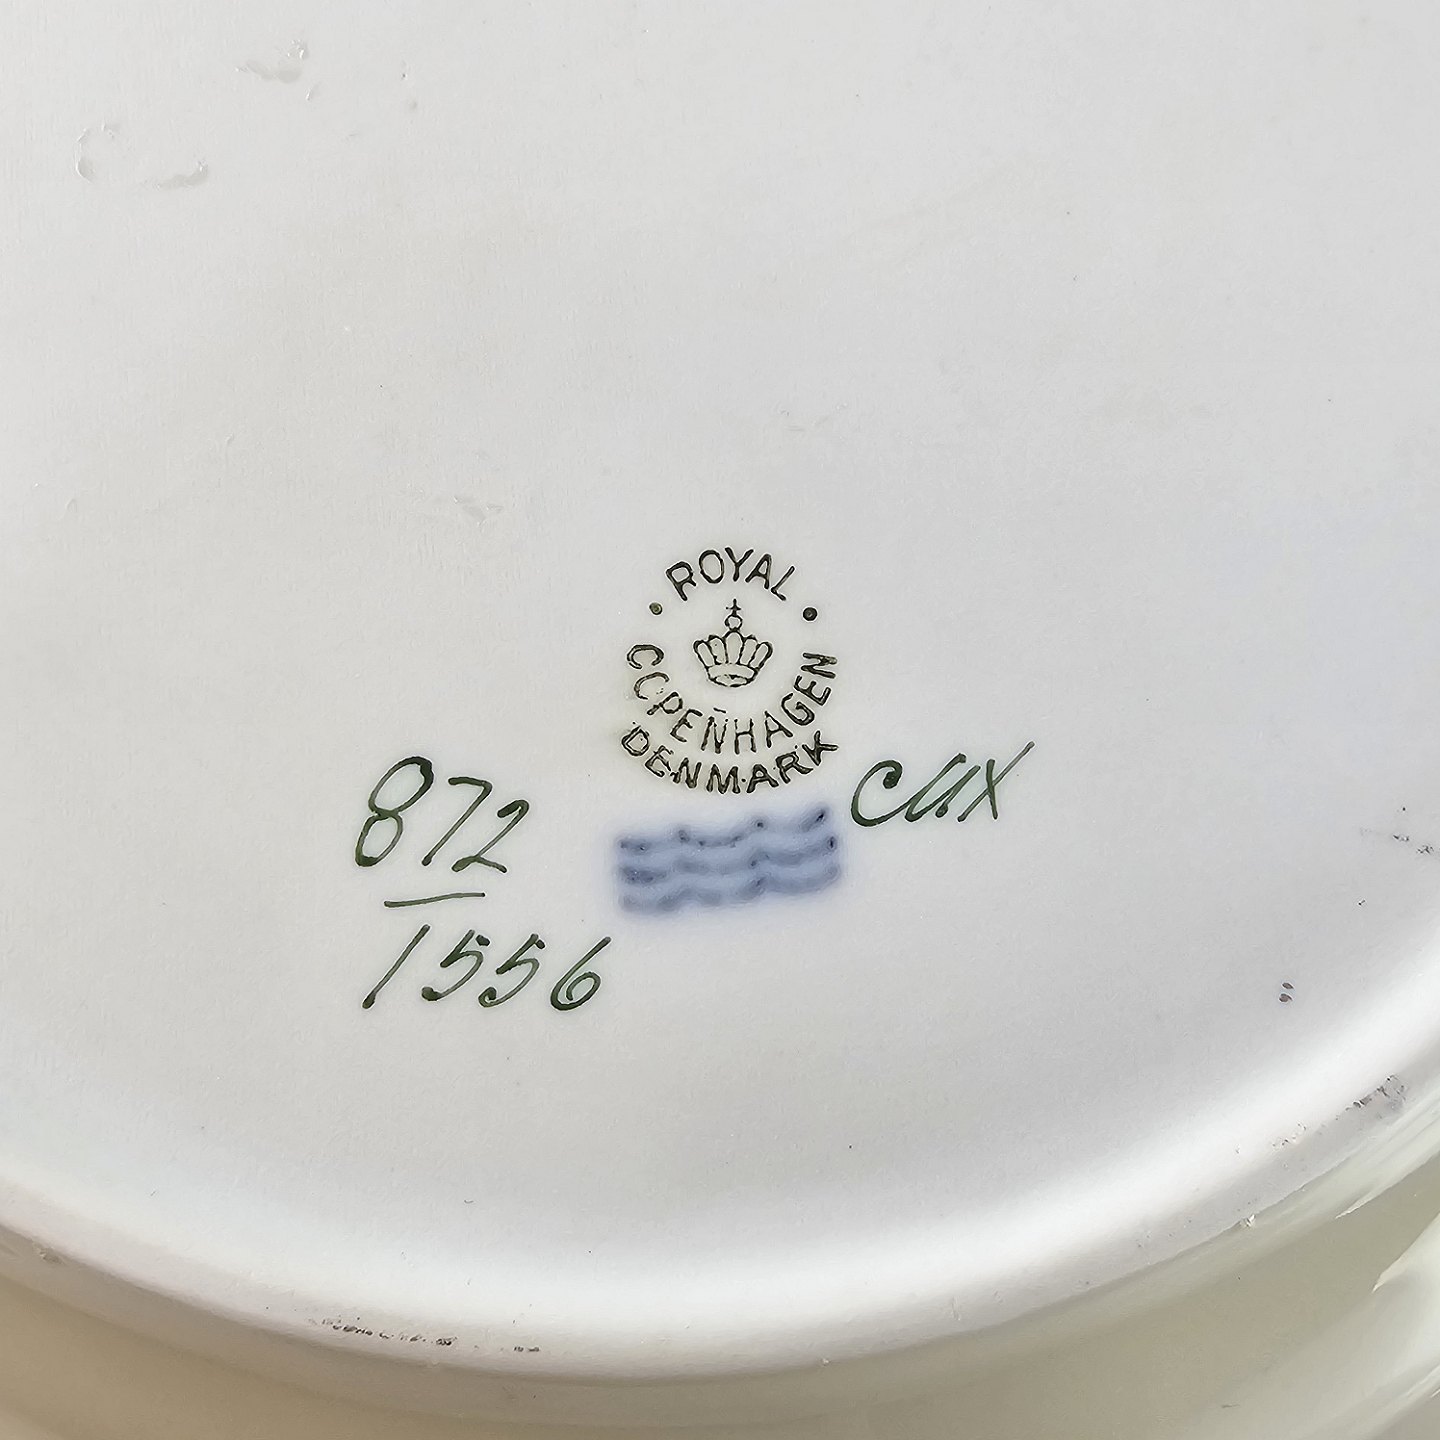 ROYAL
COPENHAGEN
DENMARK
872
1556